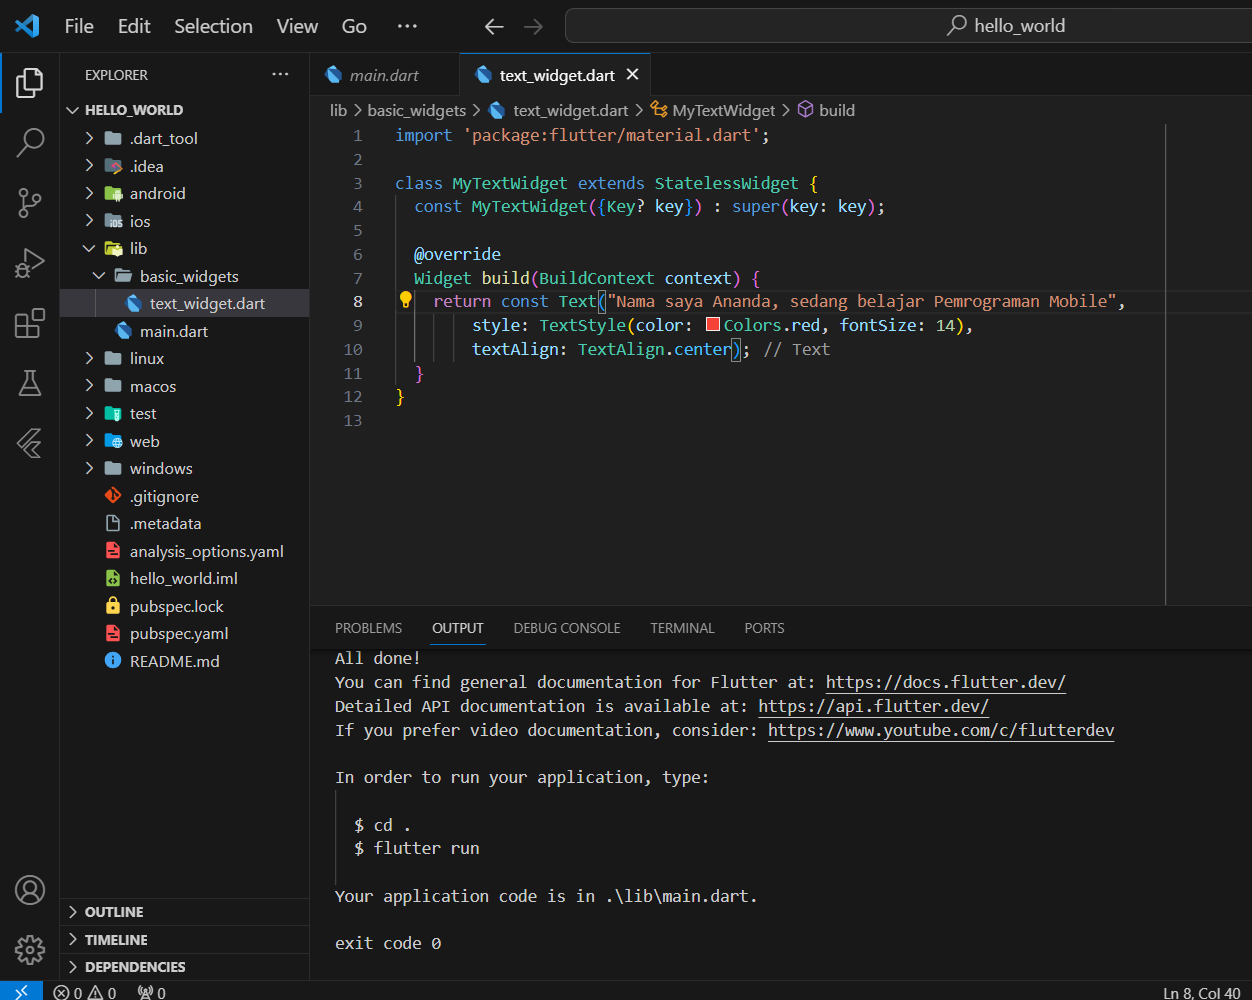 File Edit Selection View Go ··· hello_world
EXPLORER ···
HELLO_WORLD
.dart_tool
.idea
android
ios
lib
basic_widgets
text_widget.dart
main.dart
linux
macos
test
web
windows
.gitignore
.metadata
analysis_options.yaml
hello_world.iml
pubspec.lock
pubspec.yaml
README.md
OUTLINE
TIMELINE
DEPENDENCIES
main.dart text_widget.dart
lib > basic_widgets > text_widget.dart > MyTextWidget > build
1 import 'package:flutter/material.dart';
2
3 class MyTextWidget extends StatelessWidget {
4 const MyTextWidget({Key? key}) : super(key: key);
5
6 @override
7 Widget build(BuildContext context) {
8 return const Text("Nama saya Ananda, sedang belajar Pemrograman Mobile",
9 style: TextStyle(color: Colors.red, fontSize: 14),
10 textAlign: TextAlign.center); // Text
11 }
12 }
13
PROBLEMS OUTPUT DEBUG CONSOLE TERMINAL PORTS
All done!
You can find general documentation for Flutter at: https://docs.flutter.dev/
Detailed API documentation is available at: https://api.flutter.dev/
If you prefer video documentation, consider: https://www.youtube.com/c/flutterdev
In order to run your application, type:
$ cd .
$ flutter run
Your application code is in .\lib\main.dart.
exit code 0
0 0 0 Ln 8, Col 40